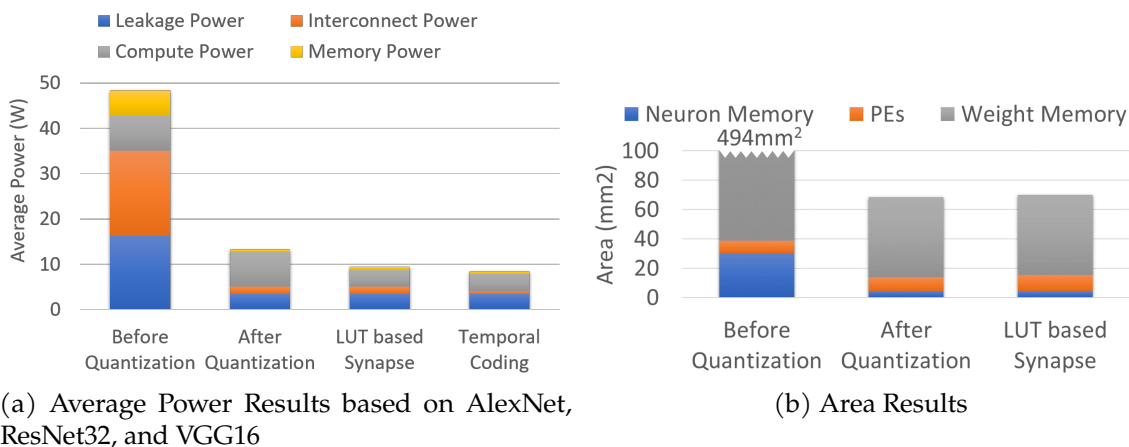 Leakage Power Interconnect Power
Compute Power Memory Power
Average Power (W)
50
40
30
20
10
0
Before Quantization
After Quantization
LUT based Synapse
Temporal Coding
(a) Average Power Results based on AlexNet,
ResNet32, and VGG16
Neuron Memory PEs Weight Memory
494mm²
Area (mm2)
100
80
60
40
20
0
Before Quantization
After Quantization
LUT based Synapse
(b) Area Results